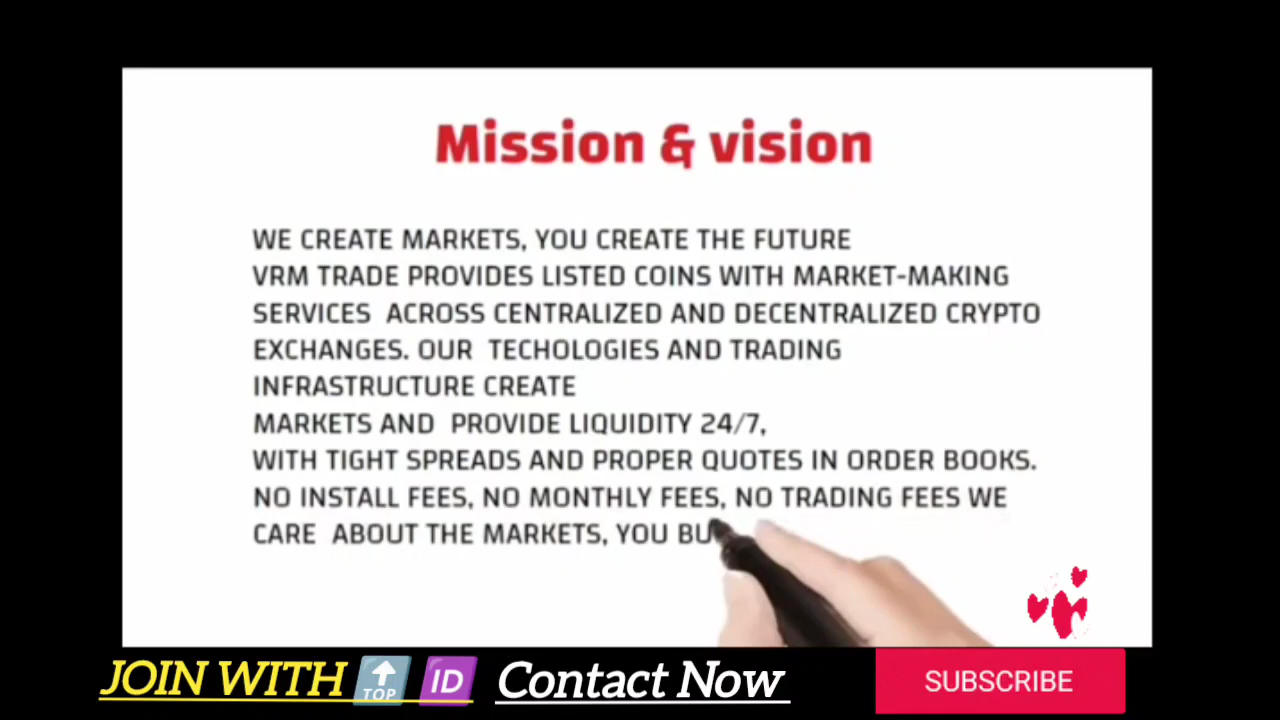 Mission & vision
WE CREATE MARKETS, YOU CREATE THE FUTURE
VRM TRADE PROVIDES LISTED COINS WITH MARKET-MAKING
SERVICES ACROSS CENTRALIZED AND DECENTRALIZED CRYPTO
EXCHANGES. OUR TECHOLOGIES AND TRADING
INFRASTRUCTURE CREATE
MARKETS AND PROVIDE LIQUIDITY 24/7,
WITH TIGHT SPREADS AND PROPER QUOTES IN ORDER BOOKS.
NO INSTALL FEES, NO MONTHLY FEES, NO TRADING FEES WE
CARE ABOUT THE MARKETS, YOU BU
JOIN WITH TOP ID Contact Now
SUBSCRIBE